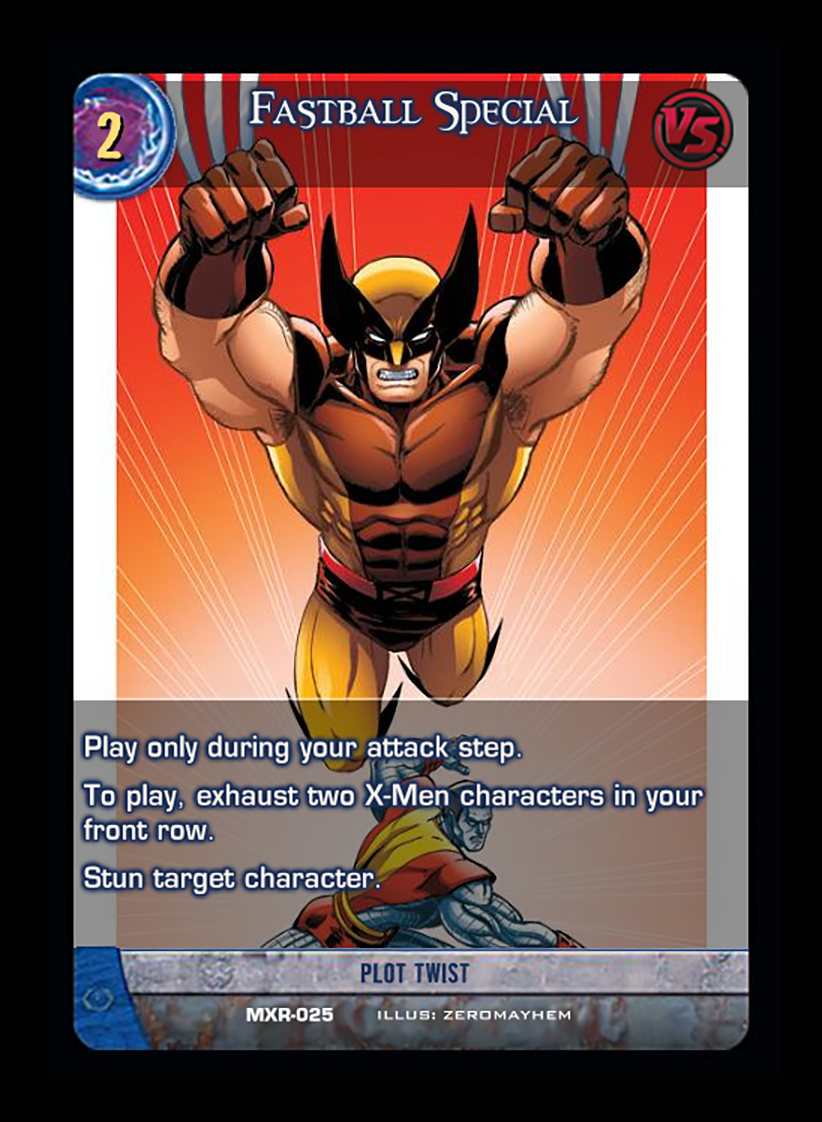 2
Fastball Special
VS.
Play only during your attack step.
To play, exhaust two X-Men characters in your
front row.
Stun target character.
PLOT TWIST
MXR-025 ILLUS: ZEROMAYHEM